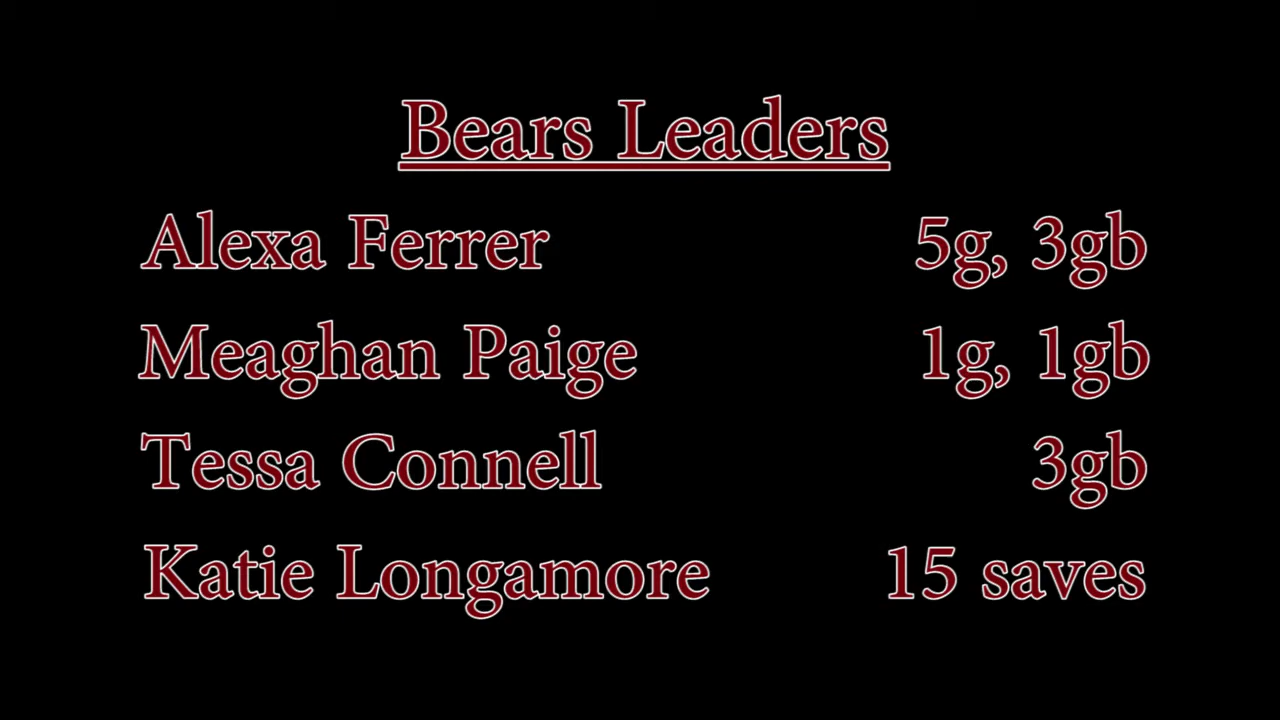 Bears Leaders
Alexa Ferrer 5g, 3gb
Meaghan Paige 1g, 1gb
Tessa Connell 3gb
Katie Longamore 15 saves